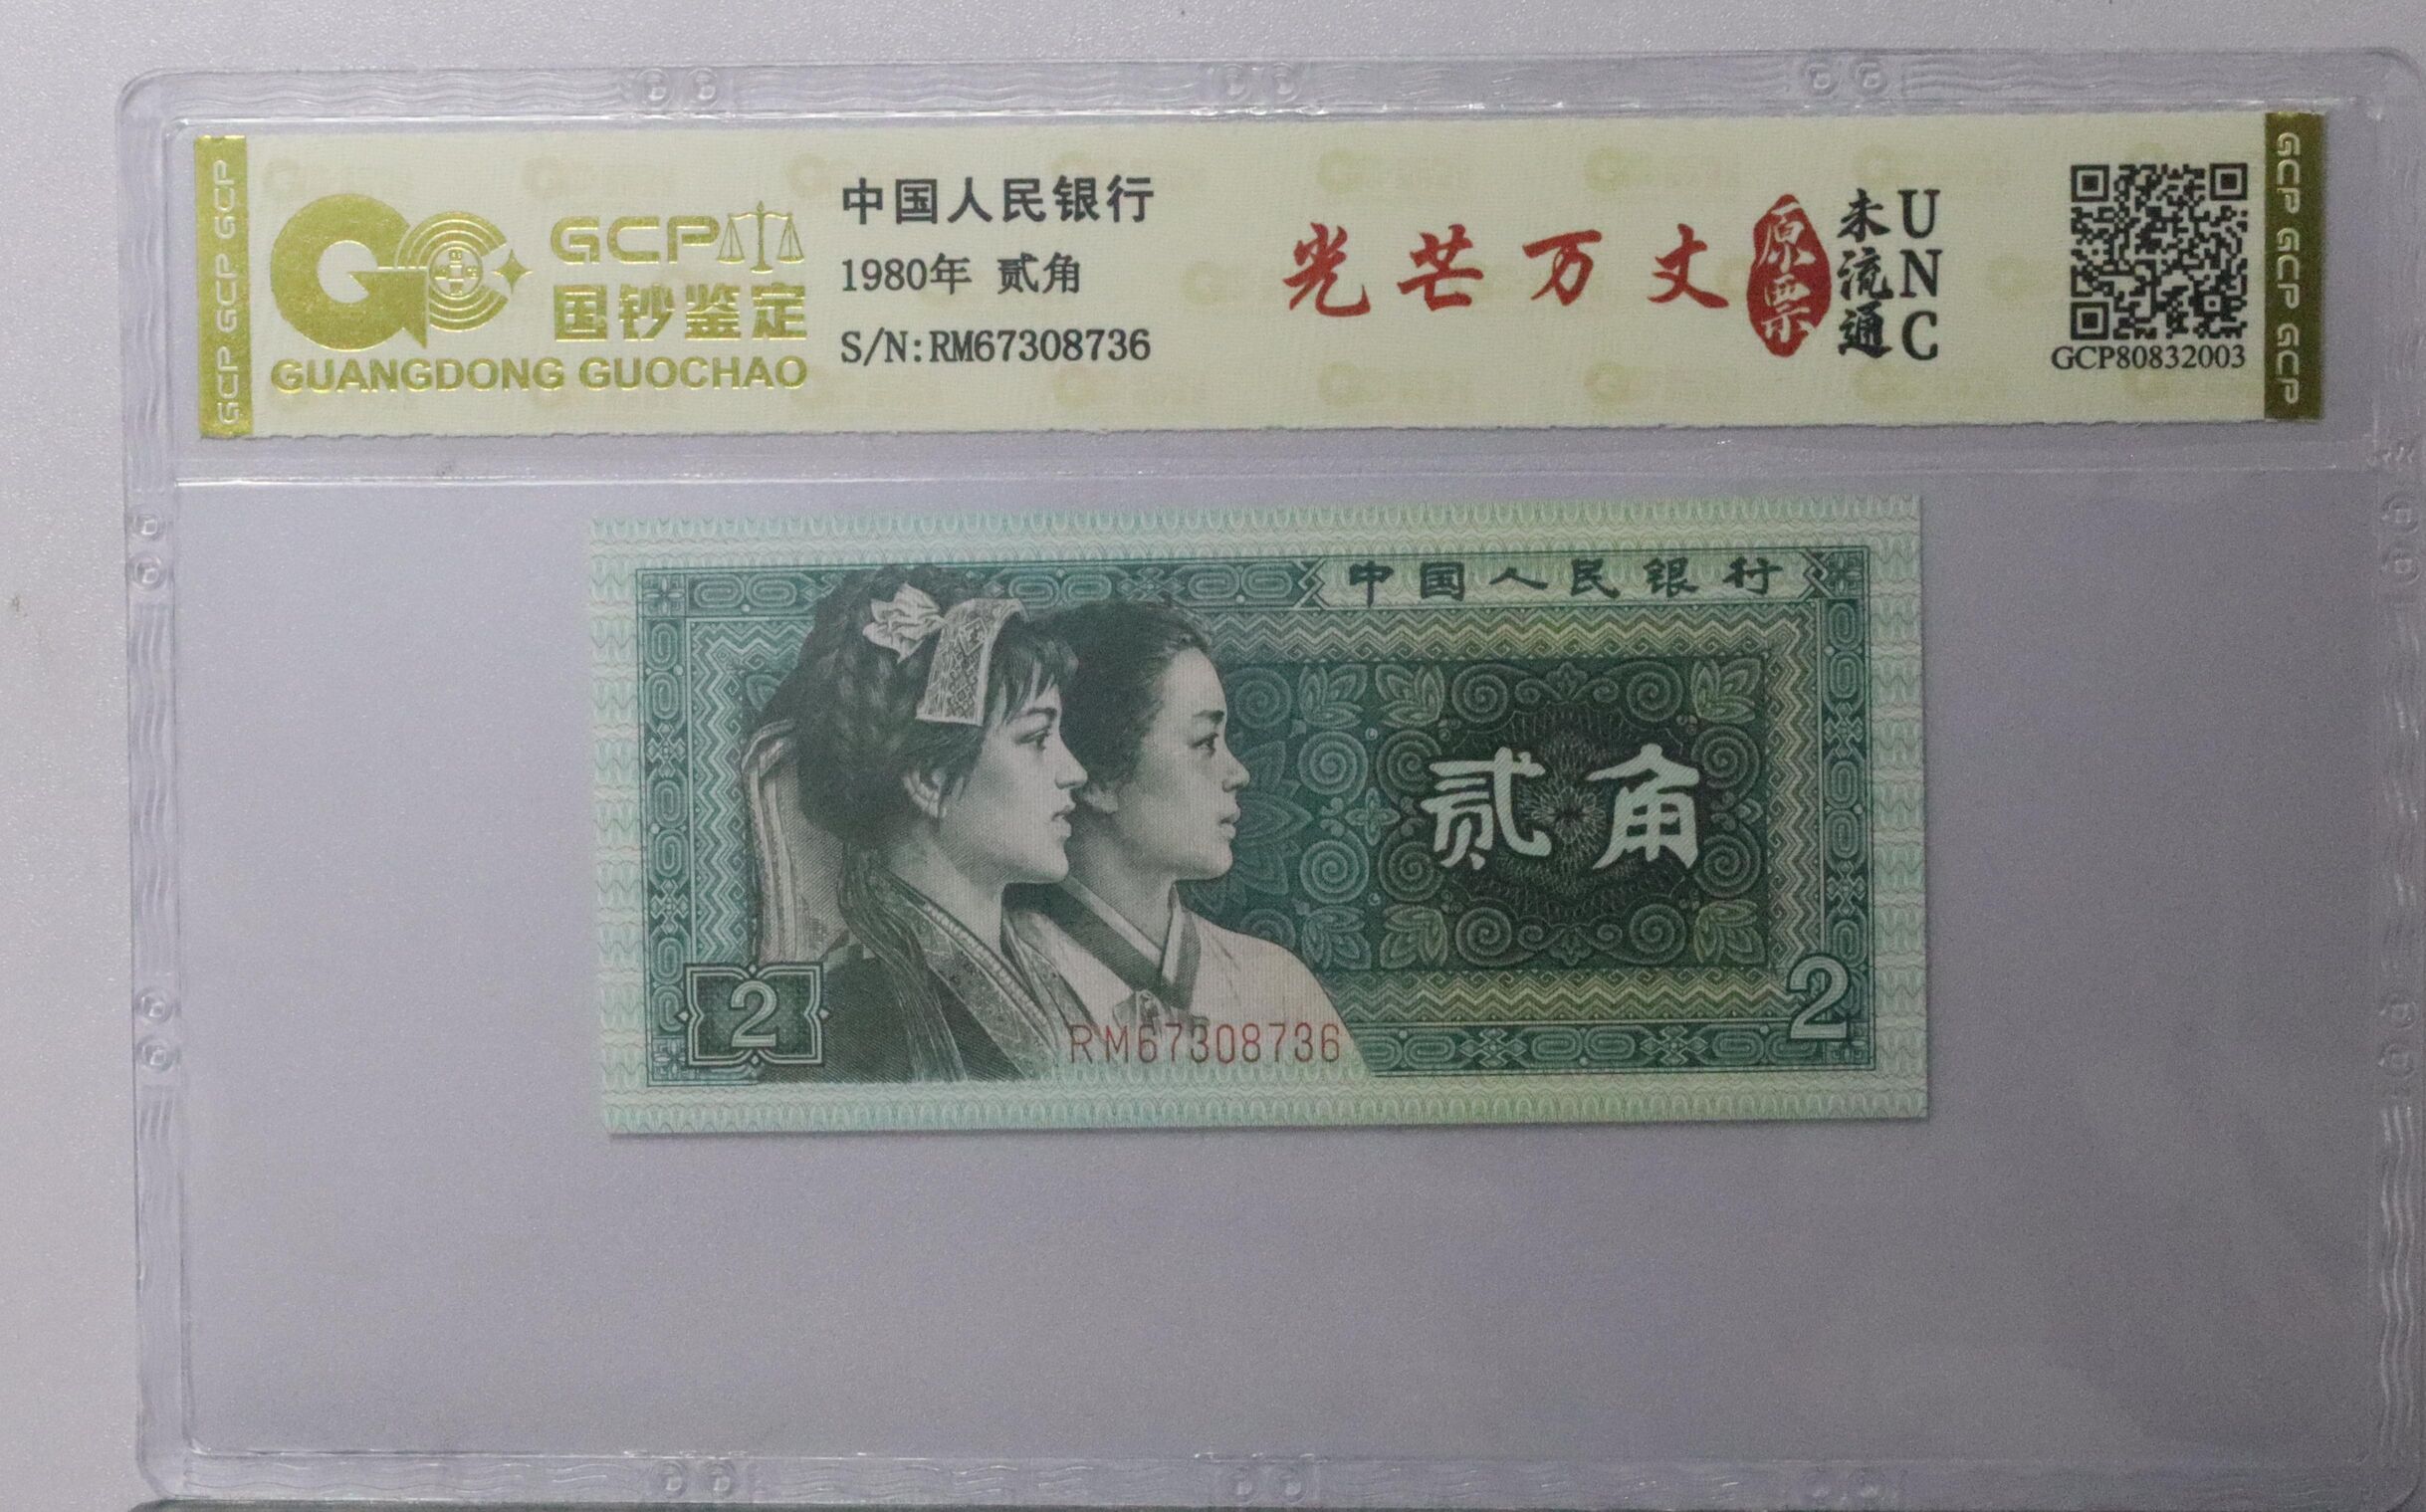 GCP GCP GCP
GCP
国钞鉴定
GUANGDONG GUOCHAO
中国人民银行
1980年 贰角
S/N:RM67308736
光芒万丈
原票
未流通
UNC
GCP80832003
GCP GCP GCP
中国人民银行
贰角
2
2
RM67308736